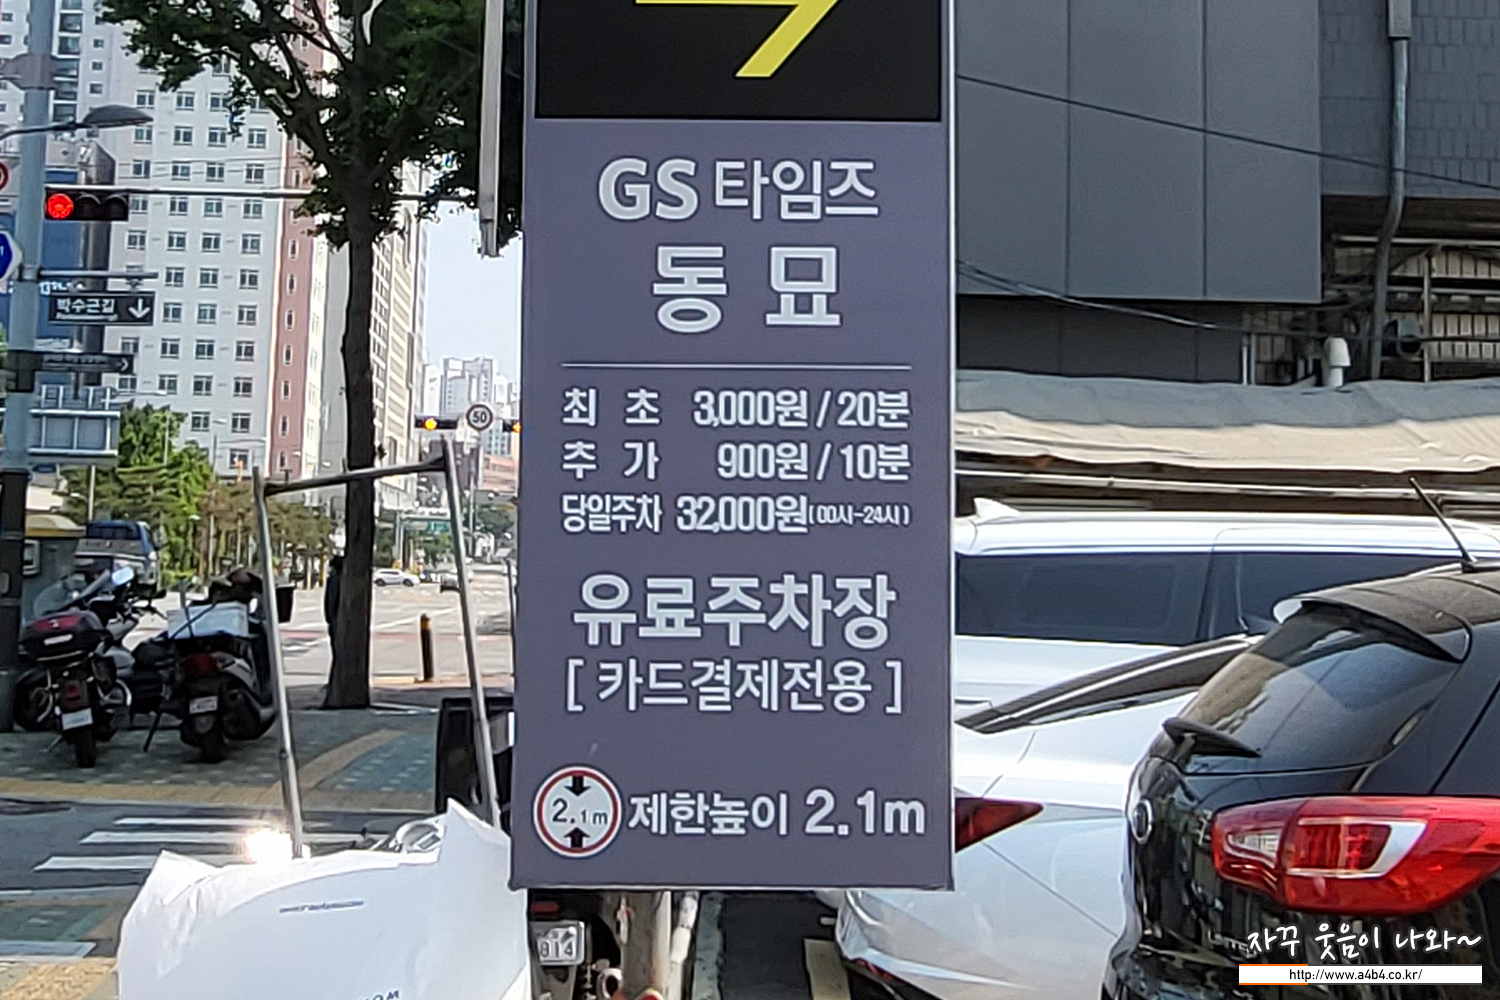 GS타임즈
동 묘
최 초 3,000원 / 20분
추 가 900원 / 10분
당일주차 32,000원 (00시~24시)
유료주차장
[ 카드결제전용 ]
2.1m 제한높이 2.1m
박수근길
50
814
자꾸 웃음이 나와~
http://www.a4b4.co.kr/